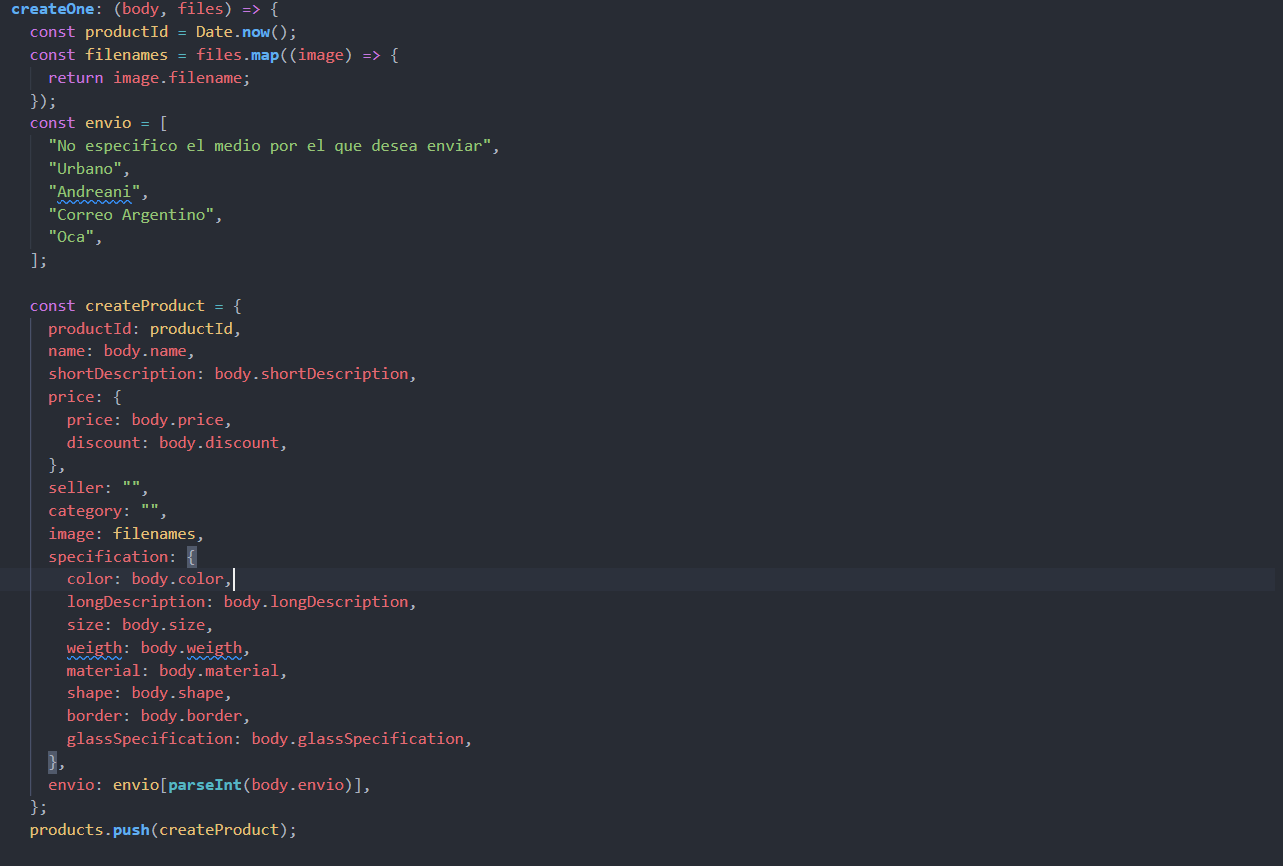 createOne: (body, files) => {
const productId = Date.now();
const filenames = files.map((image) => {
return image.filename;
});
const envio = [
"No especifico el medio por el que desea enviar",
"Urbano",
"Andreani",
"Correo Argentino",
"Oca",
];
const createProduct = {
productId: productId,
name: body.name,
shortDescription: body.shortDescription,
price: {
price: body.price,
discount: body.discount,
},
seller: "",
category: "",
image: filenames,
specification: {
color: body.color,
longDescription: body.longDescription,
size: body.size,
weigth: body.weigth,
material: body.material,
shape: body.shape,
border: body.border,
glassSpecification: body.glassSpecification,
},
envio: envio[parseInt(body.envio)],
};
products.push(createProduct);